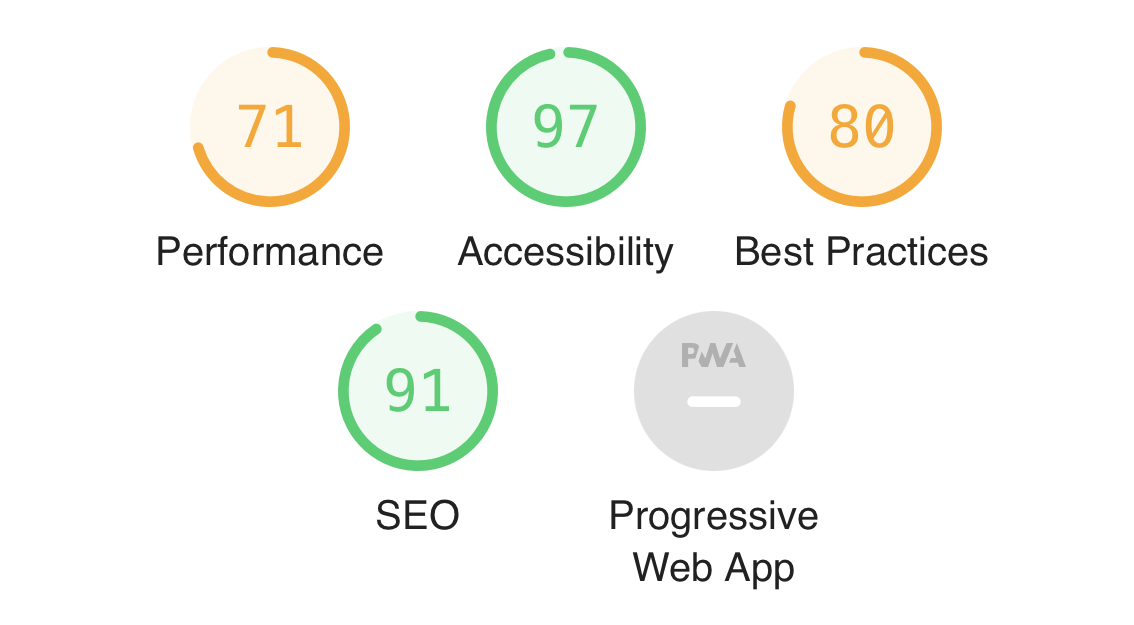 71
97
80
Performance
Accessibility
Best Practices
91
PWA
SEO
Progressive
Web App